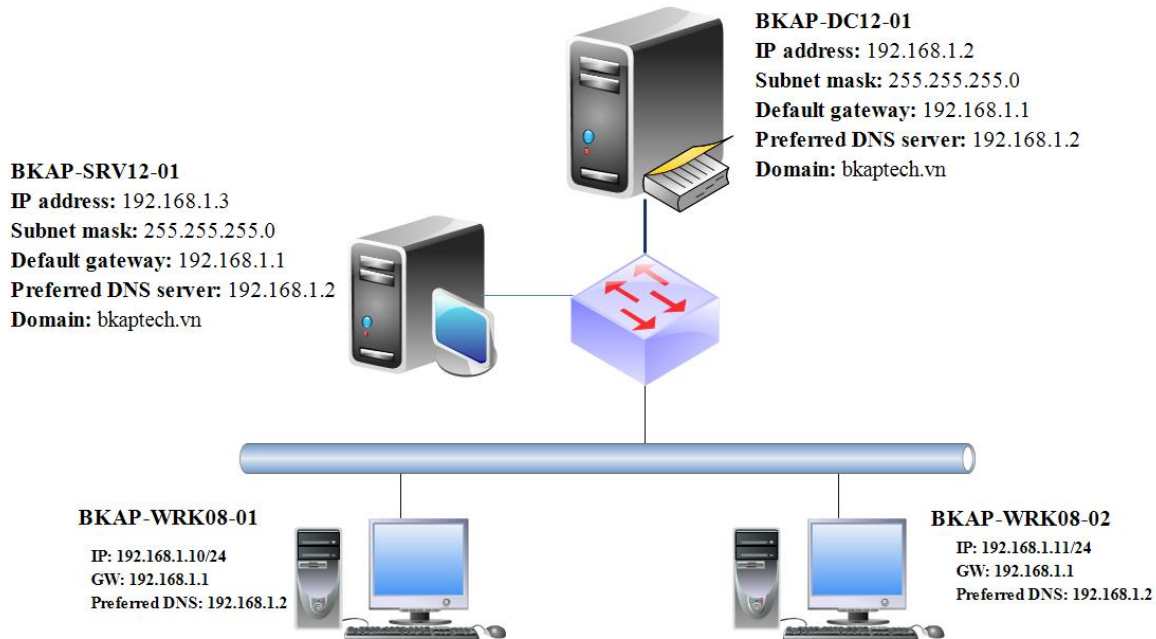 BKAP-DC12-01
IP address: 192.168.1.2
Subnet mask: 255.255.255.0
Default gateway: 192.168.1.1
Preferred DNS server: 192.168.1.2
Domain: bkaptech.vn
BKAP-SRV12-01
IP address: 192.168.1.3
Subnet mask: 255.255.255.0
Default gateway: 192.168.1.1
Preferred DNS server: 192.168.1.2
Domain: bkaptech.vn
BKAP-WRK08-01
IP: 192.168.1.10/24
GW: 192.168.1.1
Preferred DNS: 192.168.1.2
BKAP-WRK08-02
IP: 192.168.1.11/24
GW: 192.168.1.1
Preferred DNS: 192.168.1.2